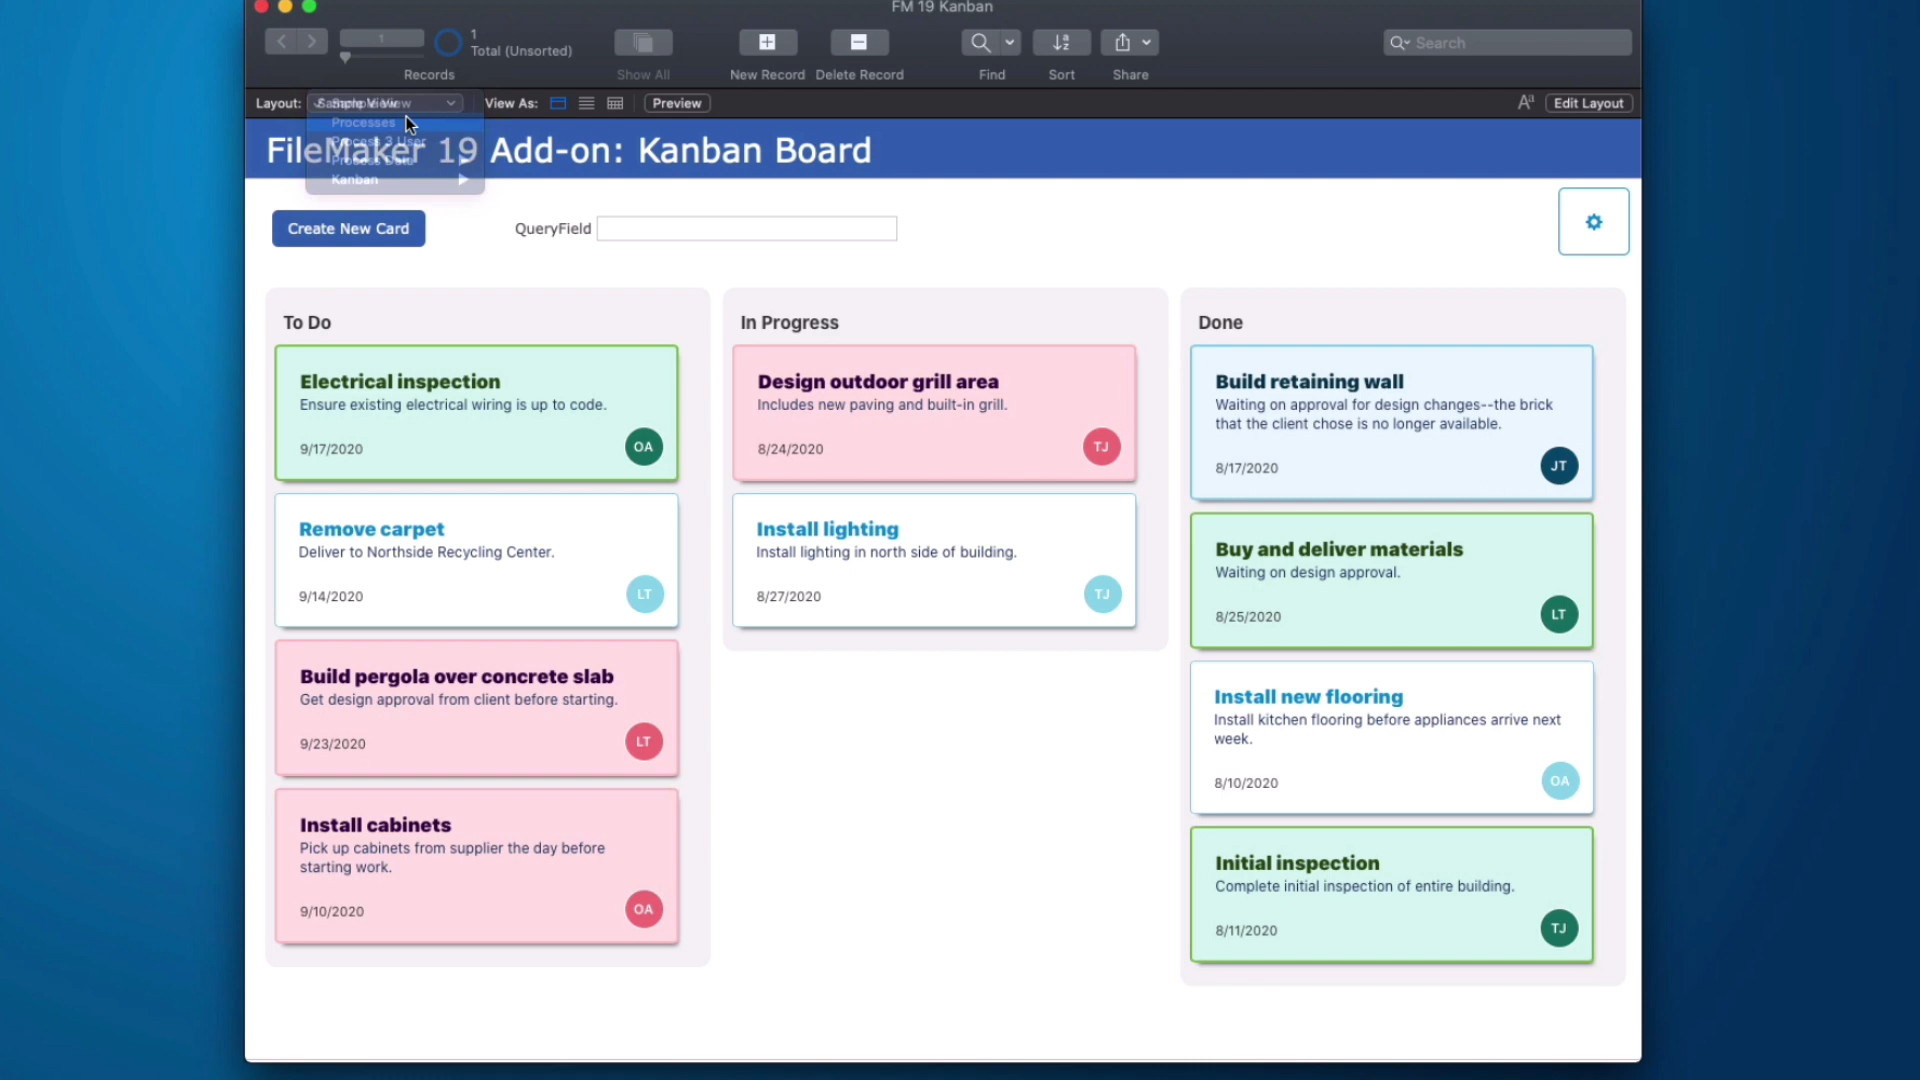 FM 19 Kanban
1
1
Total (Unsorted)
Search
Records
Show All
New Record
Delete Record
Find
Sort
Share
Layout:
Sample View
View As:
Preview
Aa
Edit Layout
Processes
Process 3 User
Process Data
Kanban
FileMaker 19 Add-on: Kanban Board
Create New Card
QueryField
To Do
Electrical inspection
Ensure existing electrical wiring is up to code.
9/17/2020
OA
Remove carpet
Deliver to Northside Recycling Center.
9/14/2020
LT
Build pergola over concrete slab
Get design approval from client before starting.
9/23/2020
LT
Install cabinets
Pick up cabinets from supplier the day before
starting work.
9/10/2020
OA
In Progress
Design outdoor grill area
Includes new paving and built-in grill.
8/24/2020
TJ
Install lighting
Install lighting in north side of building.
8/27/2020
TJ
Done
Build retaining wall
Waiting on approval for design changes--the brick
that the client chose is no longer available.
8/17/2020
JT
Buy and deliver materials
Waiting on design approval.
8/25/2020
LT
Install new flooring
Install kitchen flooring before appliances arrive next
week.
8/10/2020
OA
Initial inspection
Complete initial inspection of entire building.
8/11/2020
TJ